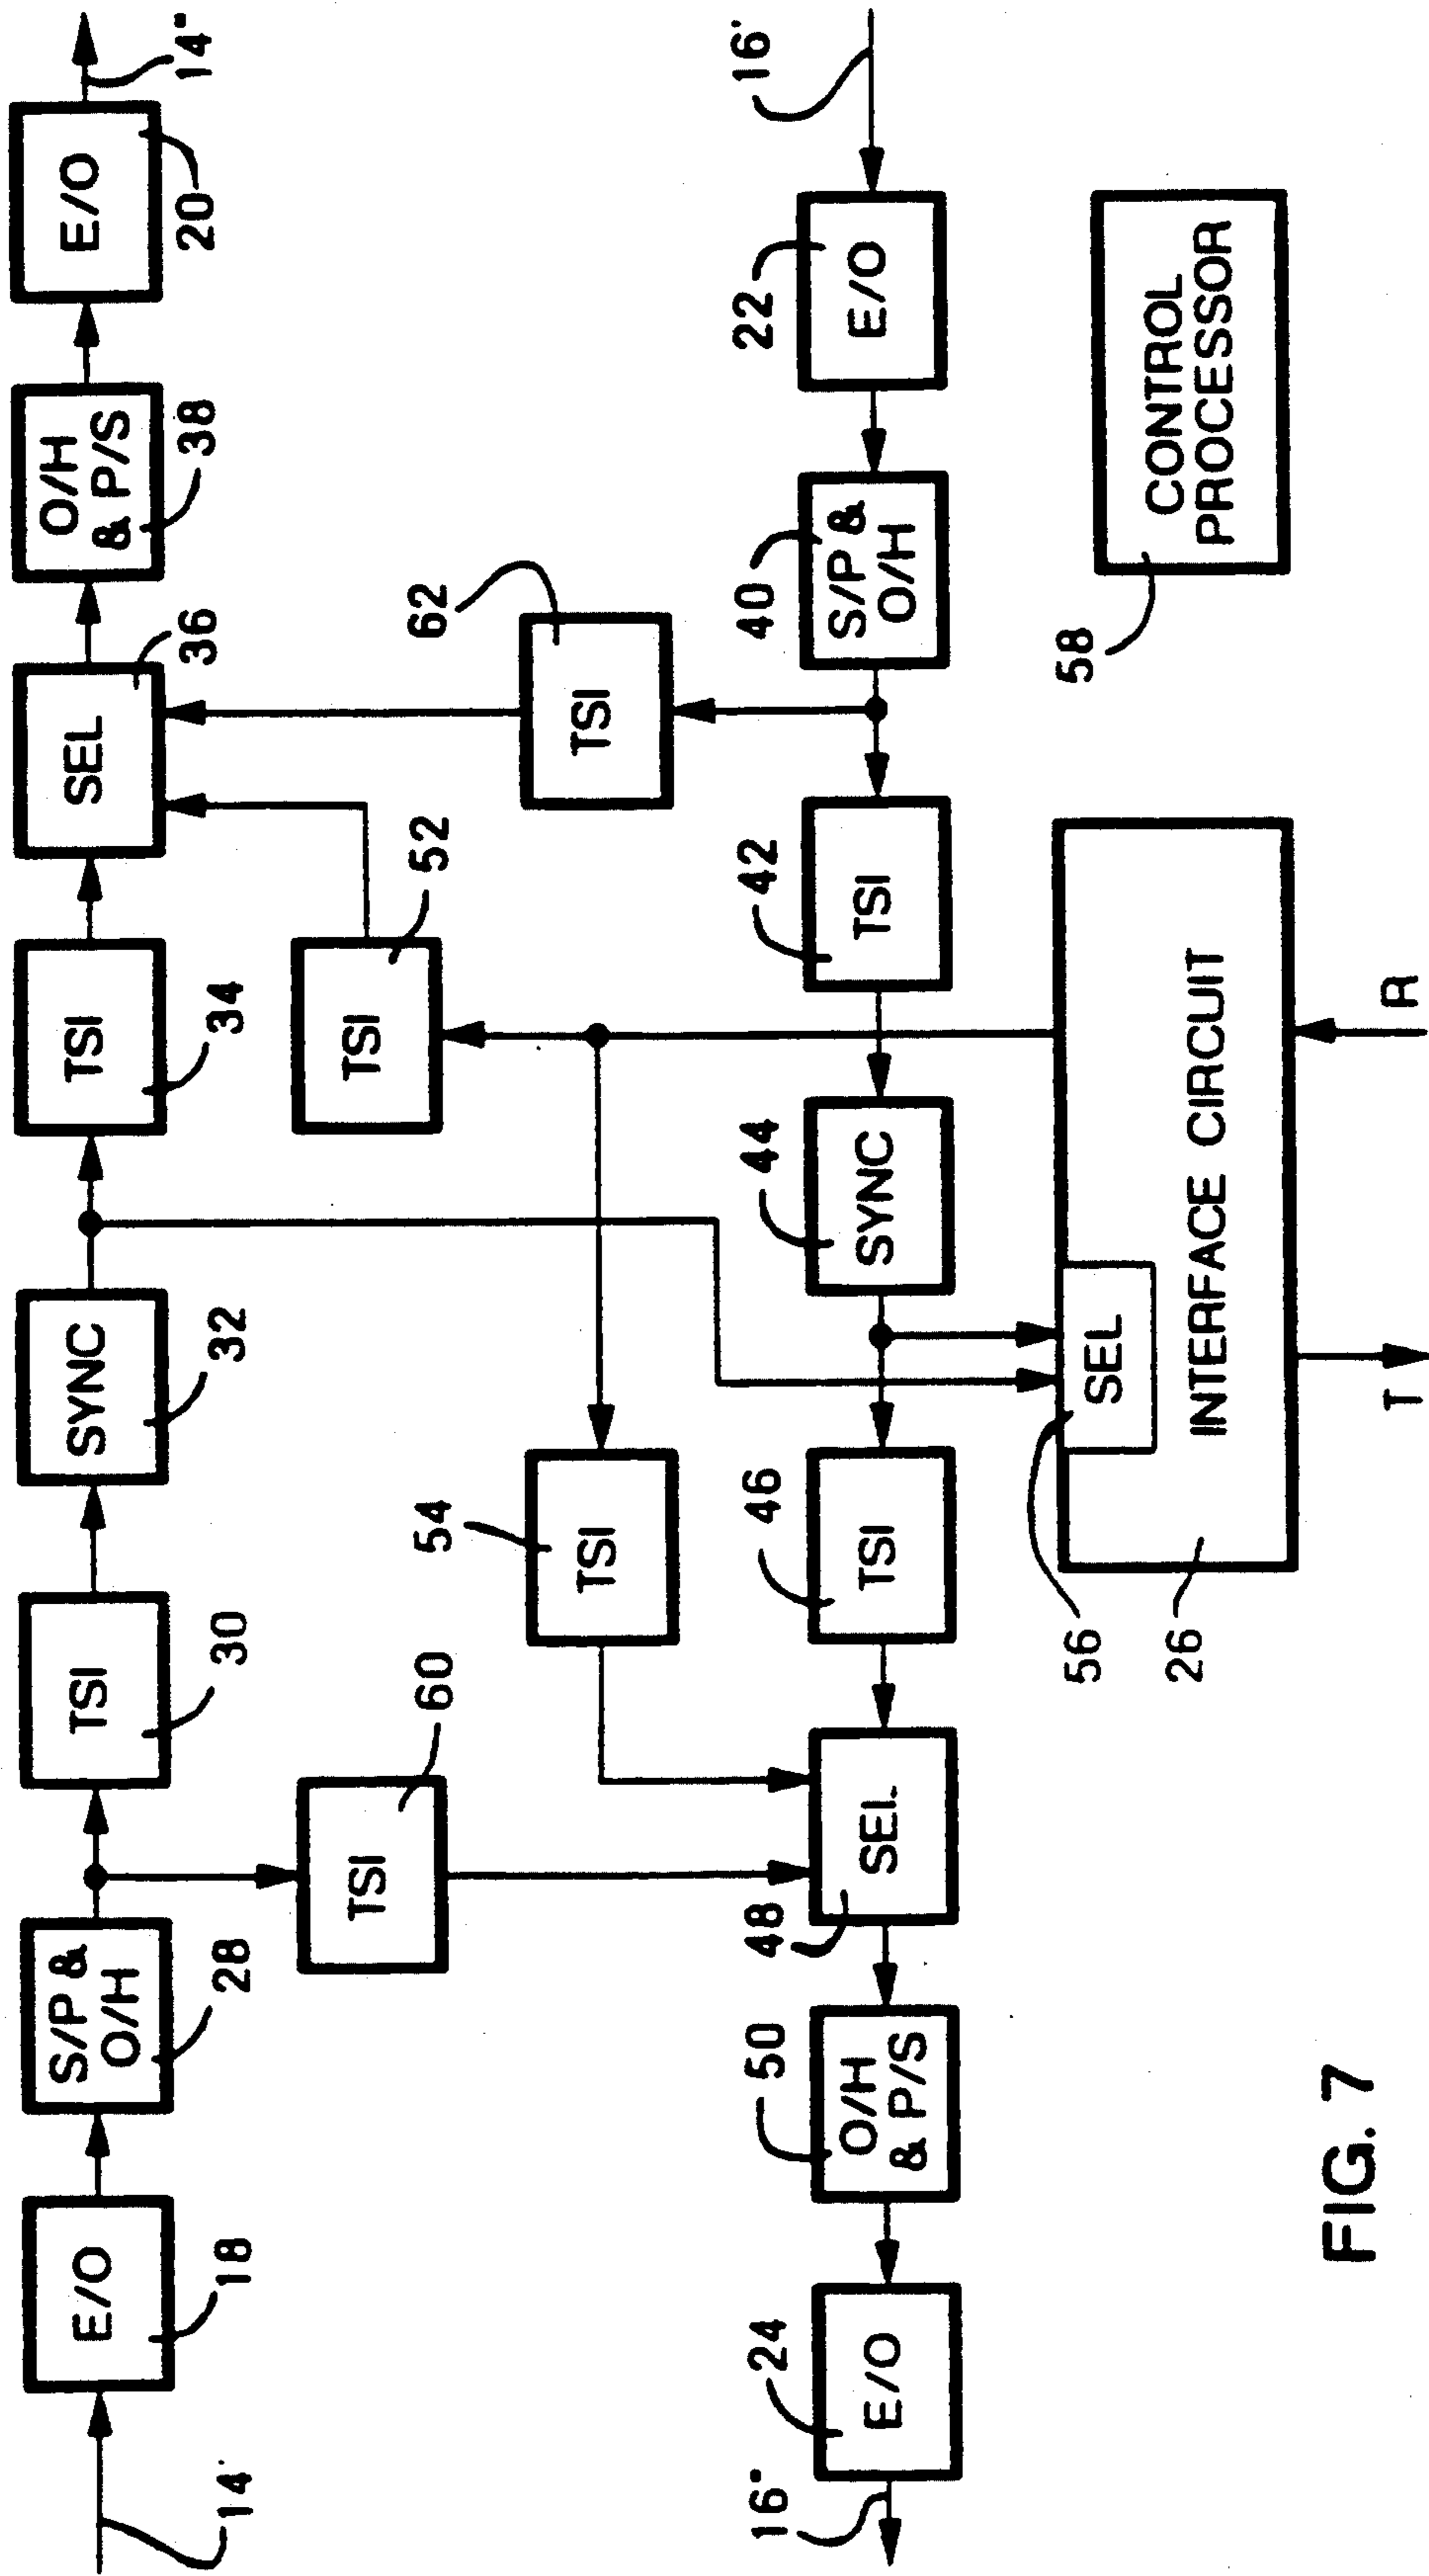 14'
E/O
18
S/P &
O/H
28
TSI
30
SYNC
32
TSI
34
SEL
36
O/H
& P/S
38
E/O
20
14"
TSI
60
TSI
54
TSI
52
TSI
62
16"
24
E/O
50
O/H
& P/S
48
SEL
46
TSI
44
SYNC
42
TSI
40
S/P &
O/H
22
E/O
16'
56
SEL
26
INTERFACE CIRCUIT
T
R
58
CONTROL
PROCESSOR
FIG. 7